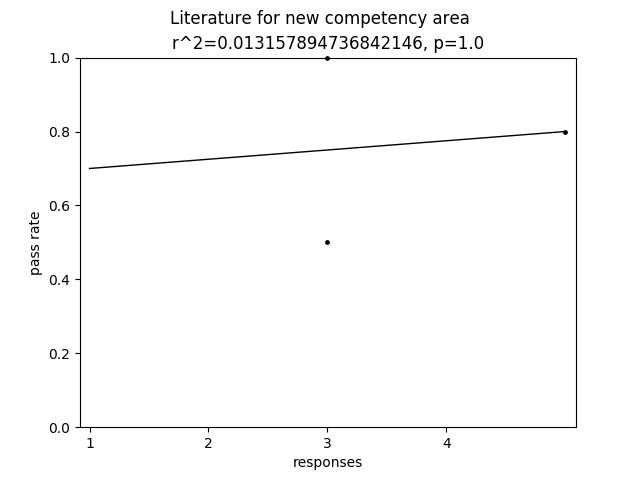 Literature for new competency area
r^2=0.013157894736842146, p=1.0
1.0
0.8
0.6
0.4
0.2
0.0
pass rate
1 2 3 4
responses